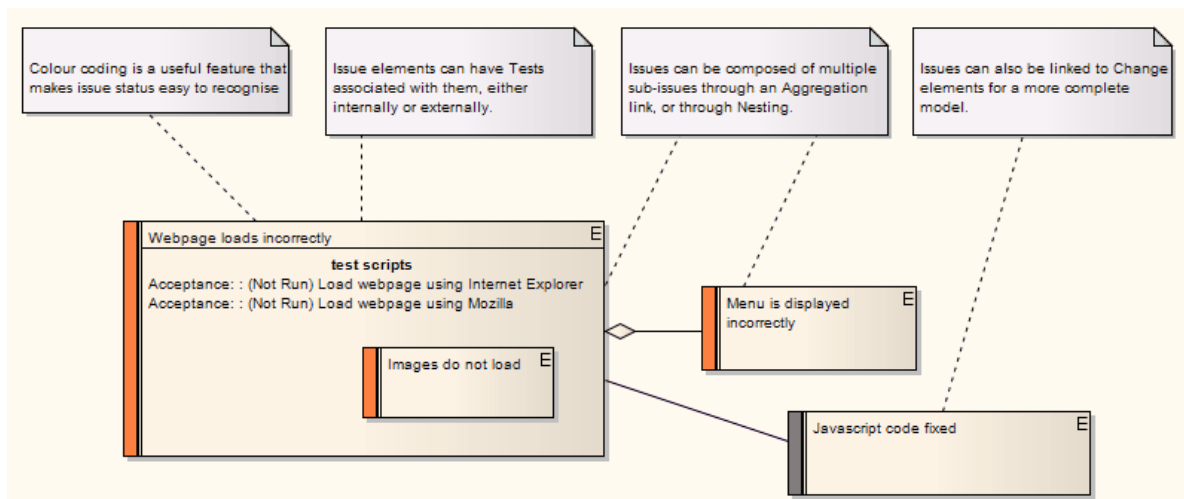 Colour coding is a useful feature that
makes issue status easy to recognise
Issue elements can have Tests
associated with them, either
internally or externally.
Issues can be composed of multiple
sub-issues through an Aggregation
link, or through Nesting.
Issues can also be linked to Change
elements for a more complete
model.
Webpage loads incorrectly
E
test scripts
Acceptance: : (Not Run) Load webpage using Internet Explorer
Acceptance: : (Not Run) Load webpage using Mozilla
Images do not load
E
Menu is displayed
incorrectly
E
Javascript code fixed
E